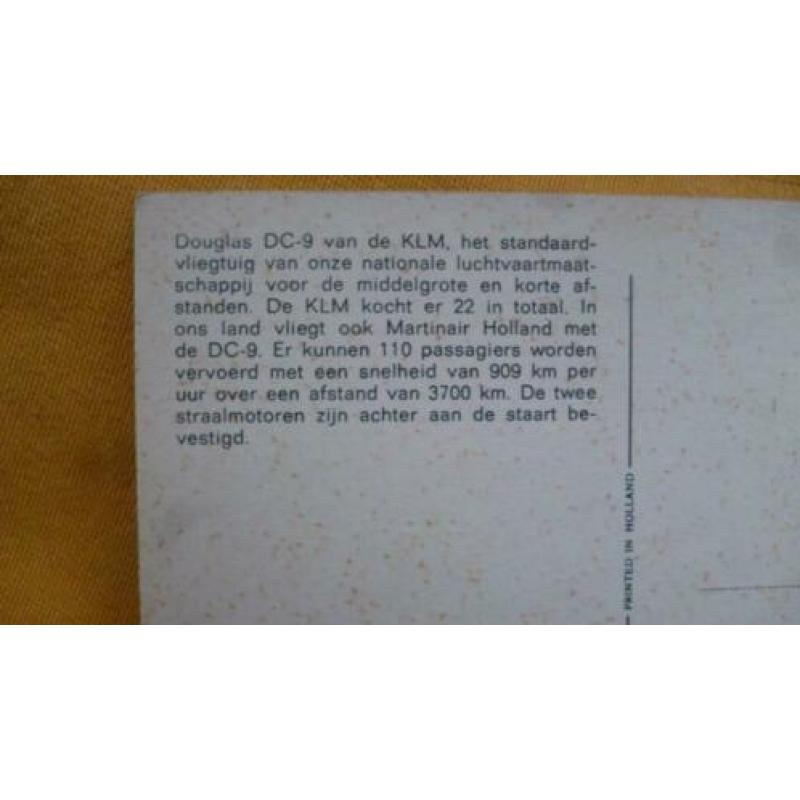 Douglas DC-9 van de KLM, het standaard-
vliegtuig van onze nationale luchtvaartmaat-
schappij voor de middelgrote en korte af-
standen. De KLM kocht er 22 in totaal. In
ons land vliegt ook Martinair Holland met
de DC-9. Er kunnen 110 passagiers worden
vervoerd met een snelheid van 909 km per
uur over een afstand van 3700 km. De twee
straalmotoren zijn achter aan de staart be-
vestigd.
PRINTED IN HOLLAND